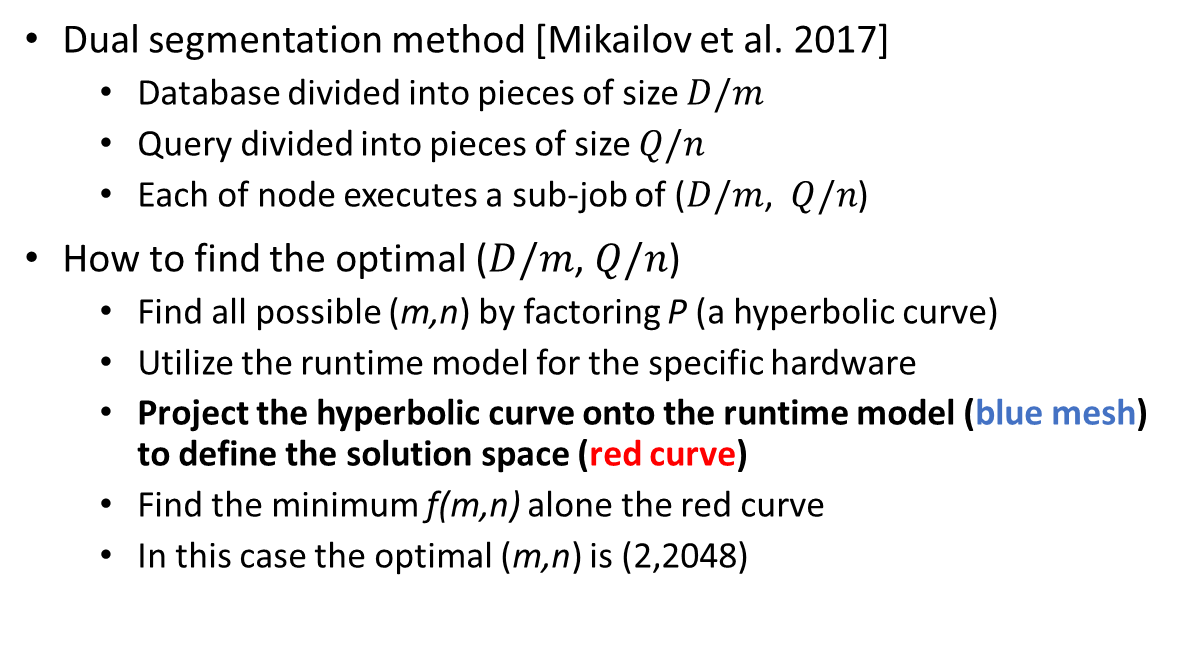 • Dual segmentation method [Mikailov et al. 2017]
• Database divided into pieces of size D/m
• Query divided into pieces of size Q/n
• Each of node executes a sub-job of (D/m, Q/n)
• How to find the optimal (D/m, Q/n)
• Find all possible (m,n) by factoring P (a hyperbolic curve)
• Utilize the runtime model for the specific hardware
• Project the hyperbolic curve onto the runtime model (blue mesh)
to define the solution space (red curve)
• Find the minimum f(m,n) alone the red curve
• In this case the optimal (m,n) is (2,2048)